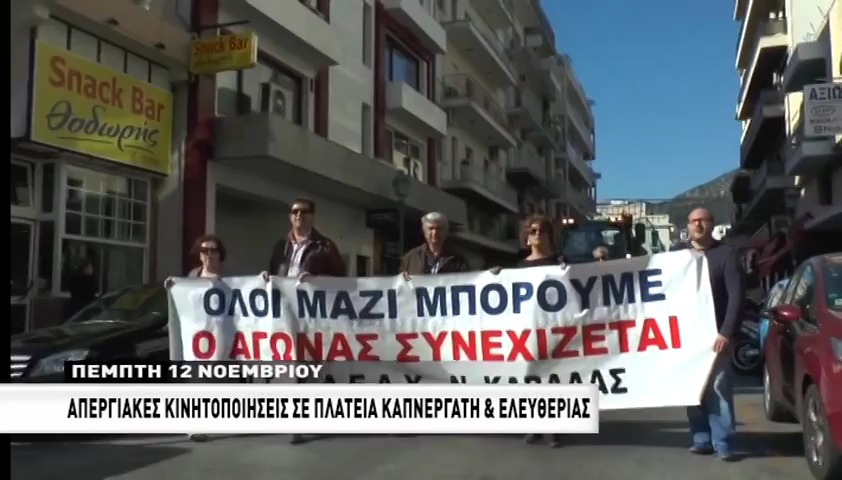 Snack Bar
Snack Bar
Θοδωρής
ΑΞΙΩ
ΟΛΟΙ ΜΑΖΙ ΜΠΟΡΟΥΜΕ
Ο ΑΓΩΝΑΣ ΣΥΝΕΧΙΖΕΤΑΙ
Ν. ΚΑΒΑΛΑΣ
ΠΕΜΠΤΗ 12 ΝΟΕΜΒΡΙΟΥ
ΑΠΕΡΓΙΑΚΕΣ ΚΙΝΗΤΟΠΟΙΗΣΕΙΣ ΣΕ ΠΛΑΤΕΙΑ ΚΑΠΝΕΡΓΑΤΗ & ΕΛΕΥΘΕΡΙΑΣ